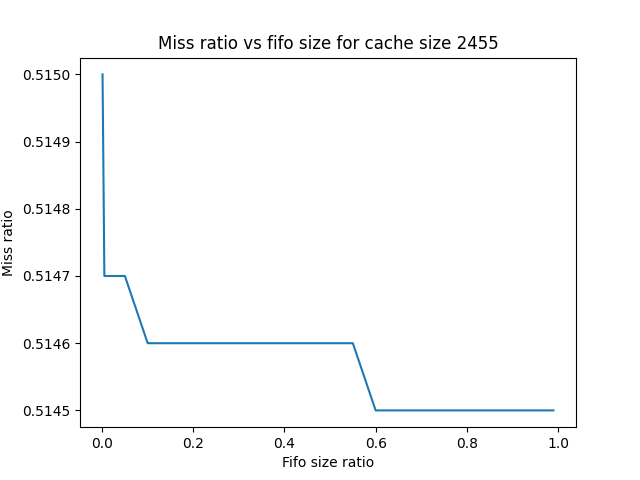 Miss ratio vs fifo size for cache size 2455
0.5150
0.5149
0.5148
0.5147
0.5146
0.5145
Miss ratio
0.0 0.2 0.4 0.6 0.8 1.0
Fifo size ratio